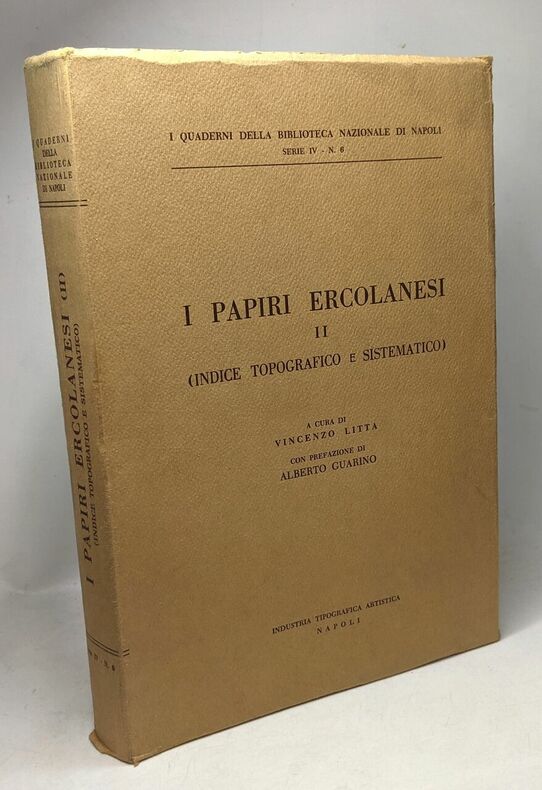 I QUADERNI
DELLA
BIBLIOTECA
NAZIONALE
DI NAPOLI
I PAPIRI ERCOLANESI (II)
(INDICE TOPOGRAFICO E SISTEMATICO)
IV - N. 6
I QUADERNI DELLA BIBLIOTECA NAZIONALE DI NAPOLI
SERIE IV - N. 6
I PAPIRI ERCOLANESI
II
(INDICE TOPOGRAFICO E SISTEMATICO)
A CURA DI
VINCENZO LITTA
CON PREFAZIONE DI
ALBERTO GUARINO
INDUSTRIA TIPOGRAFICA ARTISTICA
NAPOLI